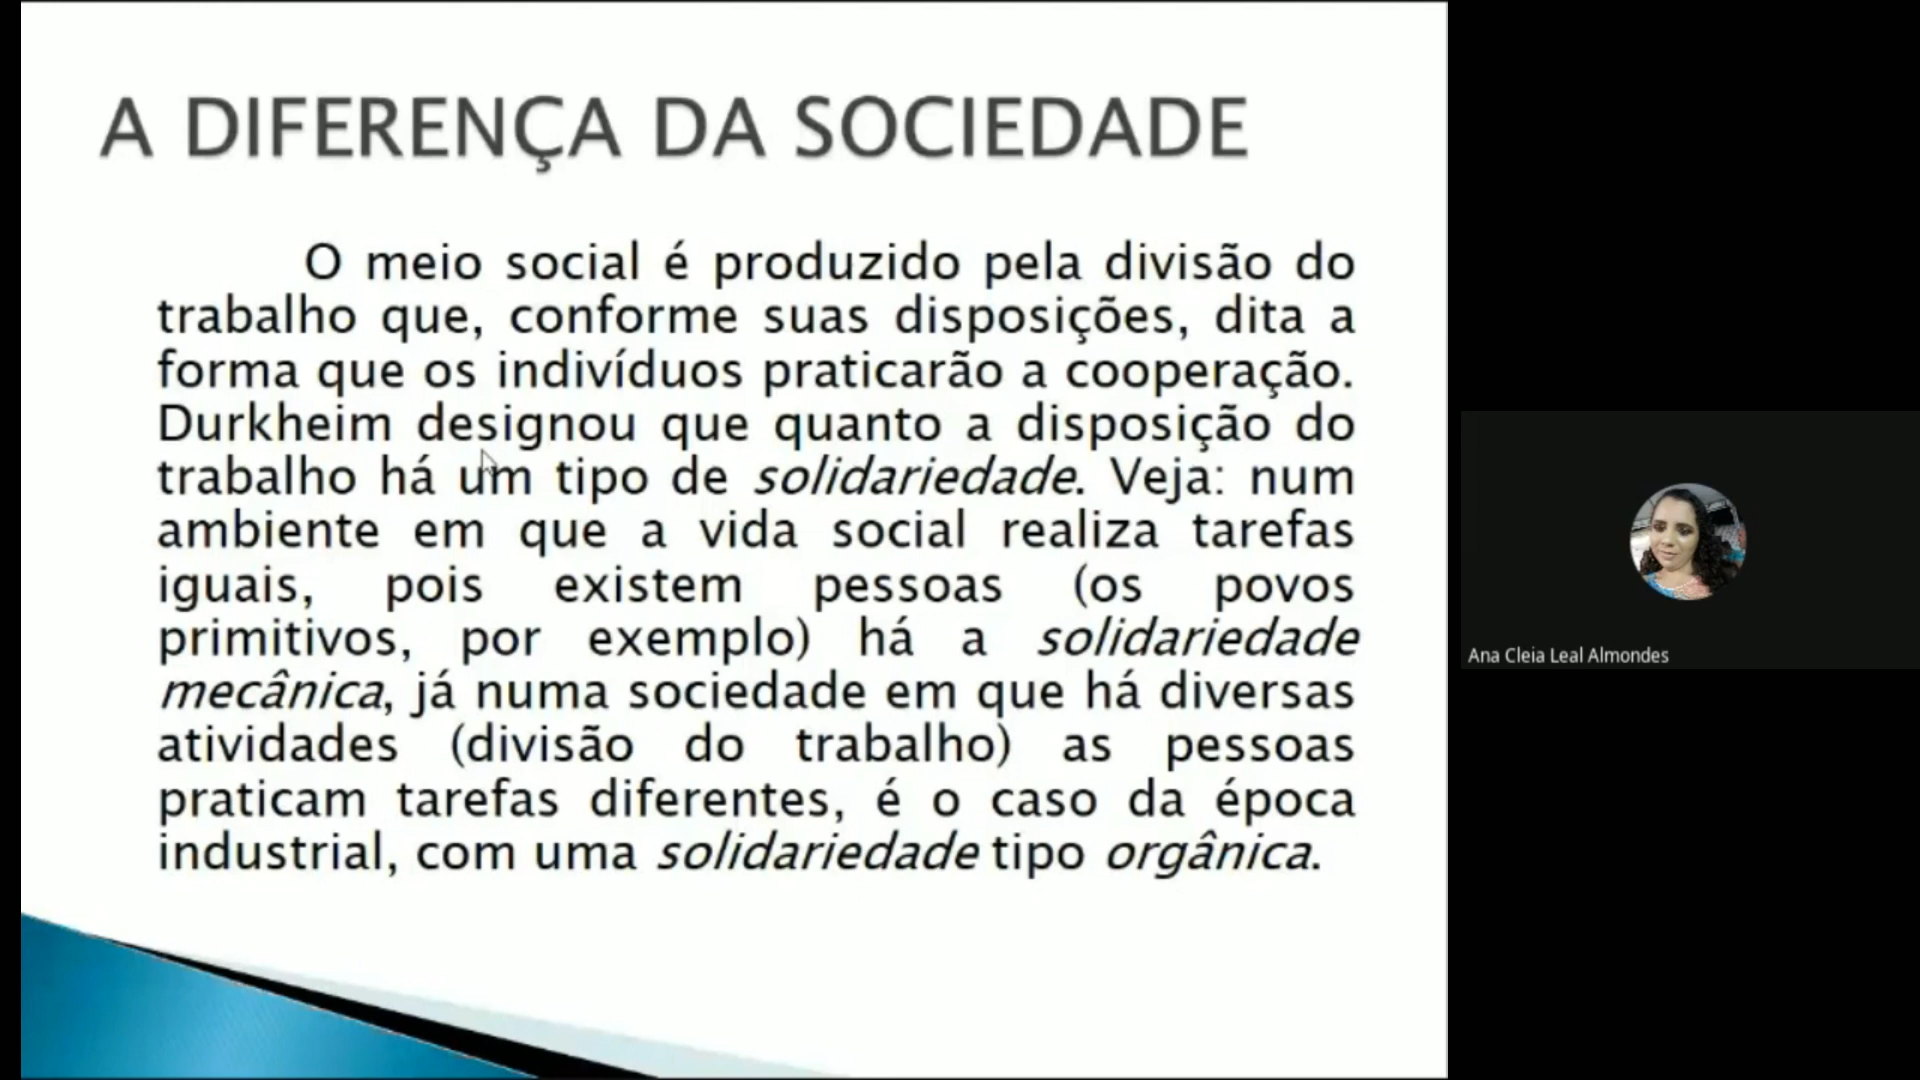 A DIFERENÇA DA SOCIEDADE
O meio social é produzido pela divisão do
trabalho que, conforme suas disposições, dita a
forma que os indivíduos praticarão a cooperação.
Durkheim designou que quanto a disposição do
trabalho há um tipo de solidariedade. Veja: num
ambiente em que a vida social realiza tarefas
iguais, pois existem pessoas (os povos
primitivos, por exemplo) há a solidariedade
mecânica, já numa sociedade em que há diversas
atividades (divisão do trabalho) as pessoas
praticam tarefas diferentes, é o caso da época
industrial, com uma solidariedade tipo orgânica.
Ana Cleia Leal Almondes